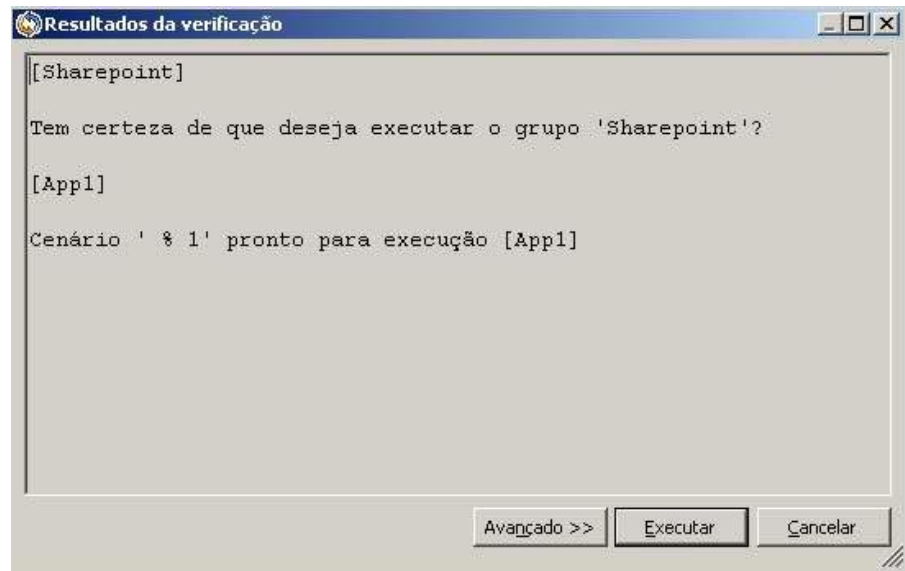 Resultados da verificação
[Sharepoint]
Tem certeza de que deseja executar o grupo 'Sharepoint'?
[App1]
Cenário ' % 1' pronto para execução [App1]
Avançado >>
Executar
Cancelar